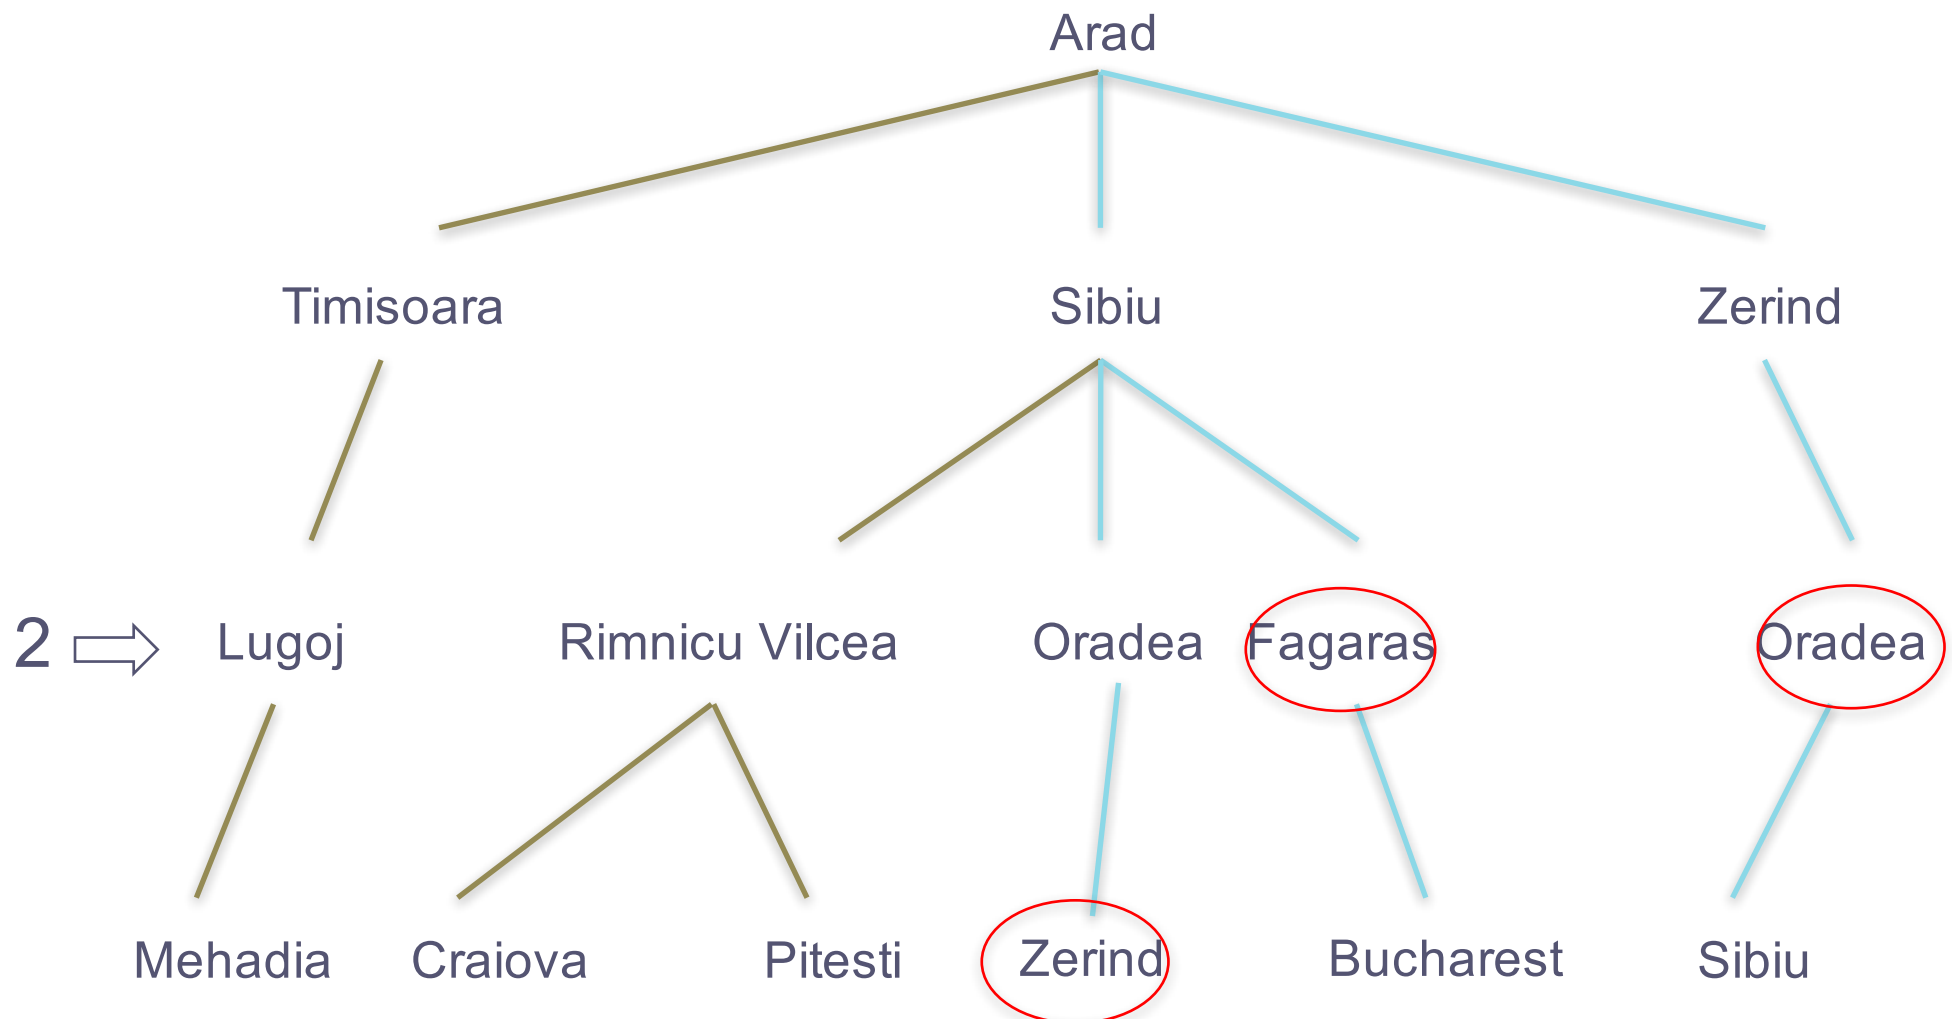 Arad
Timisoara Sibiu Zerind
2 Lugoj Rimnicu Vilcea Oradea Fagaras Oradea
Mehadia Craiova Pitesti Zerind Bucharest Sibiu